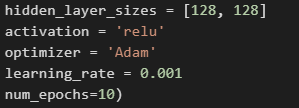 hidden_layer_sizes = [128, 128]
activation = 'relu'
optimizer = 'Adam'
learning_rate = 0.001
num_epochs=10)